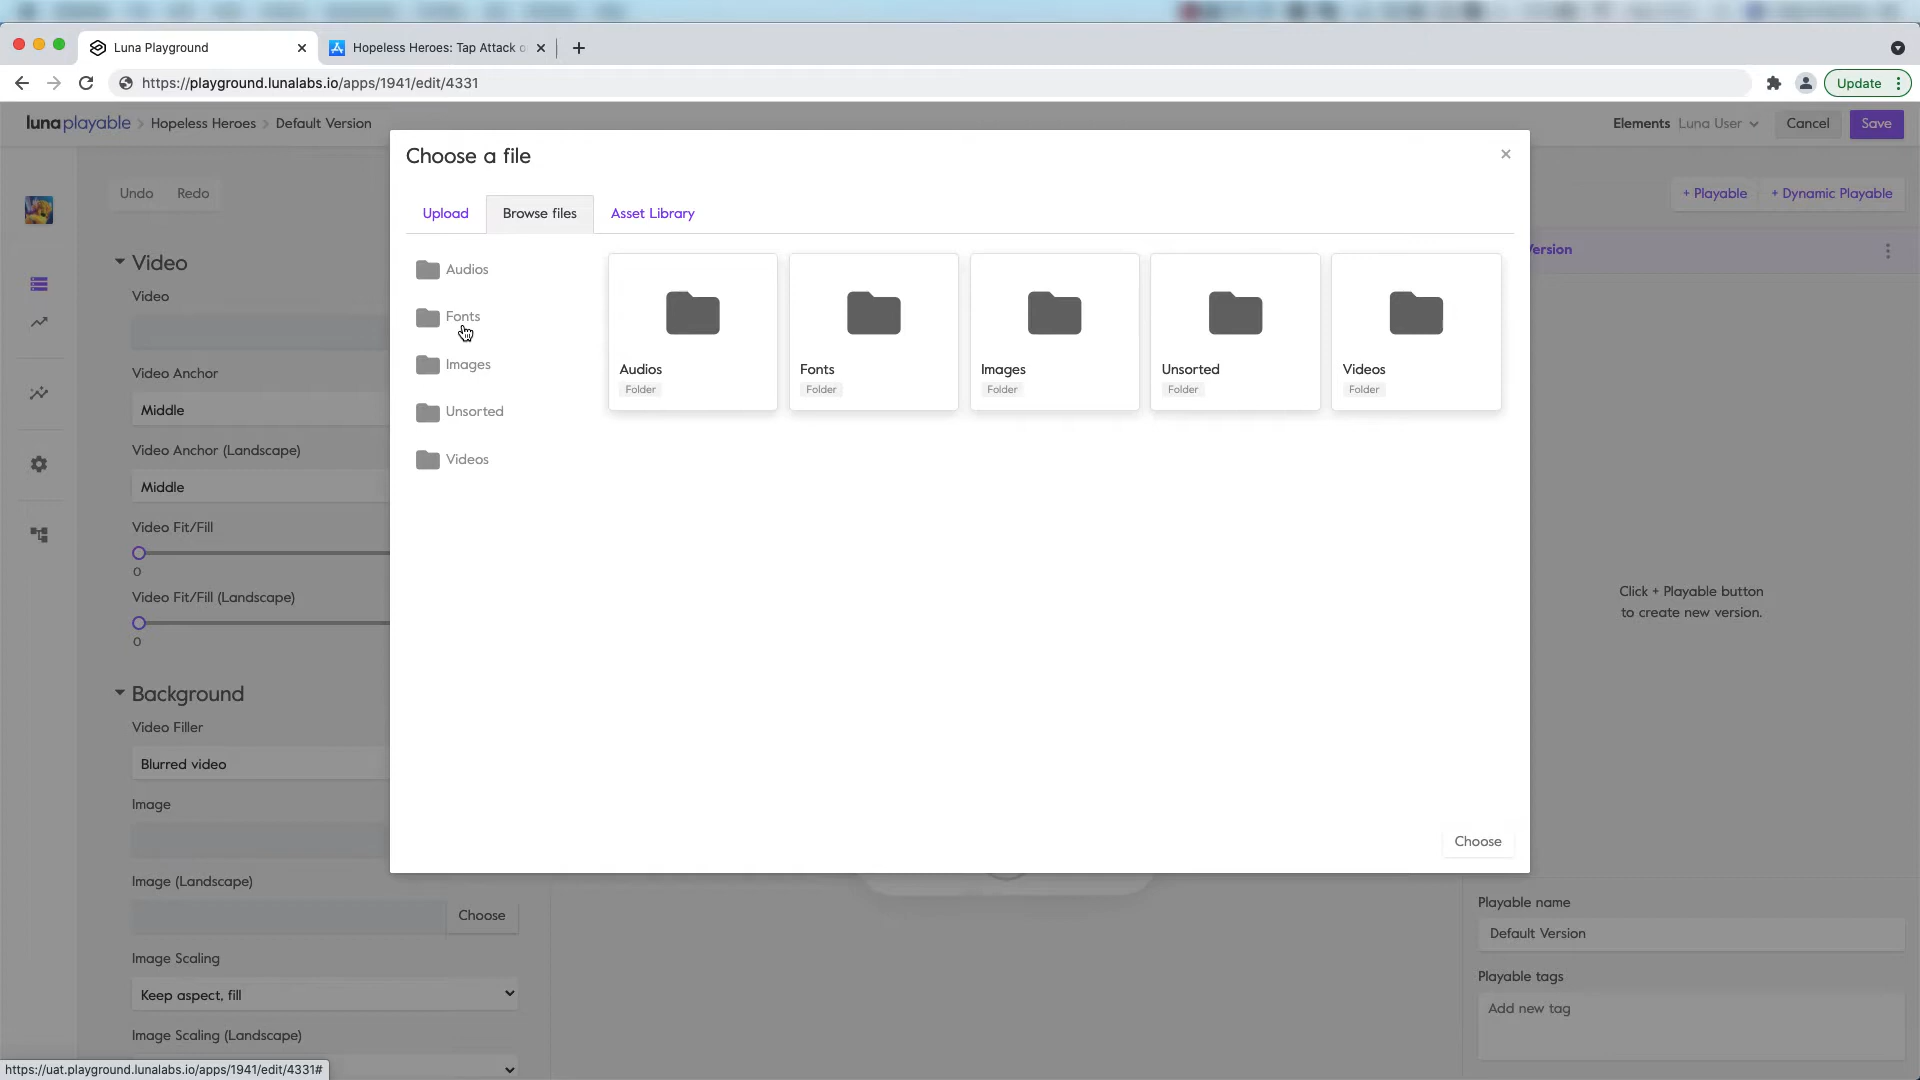 Luna Playground
Hopeless Heroes: Tap Attack o
https://playground.lunalabs.io/apps/1941/edit/4331
Update
luna playable > Hopeless Heroes > Default Version
Elements Luna User
Cancel
Save
Choose a file
Undo
Redo
Upload
Browse files
Asset Library
+ Playable
+ Dynamic Playable
Video
Video
Video Anchor
Middle
Video Anchor (Landscape)
Middle
Video Fit/Fill
0
Video Fit/Fill (Landscape)
0
Background
Video Filler
Blurred video
Image
Image (Landscape)
Choose
Image Scaling
Keep aspect, fill
Image Scaling (Landscape)
Audios
Fonts
Images
Unsorted
Videos
Audios
Folder
Fonts
Folder
Images
Folder
Unsorted
Folder
Videos
Folder
Choose
ersion
Click + Playable button
to create new version.
Playable name
Default Version
Playable tags
Add new tag
https://uat.playground.lunalabs.io/apps/1941/edit/4331#